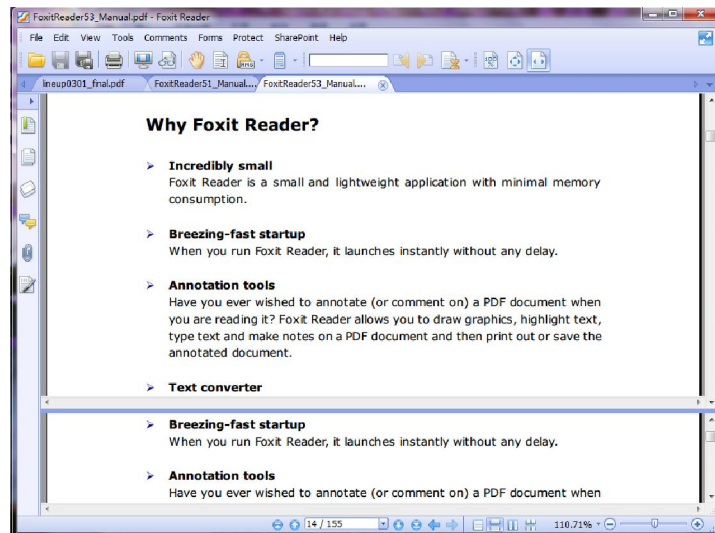 FoxitReader53_Manual.pdf - Foxit Reader
File Edit View Tools Comments Forms Protect SharePoint Help
lineup0301_fnal.pdf FoxitReader51_Manual.... FoxitReader53_Manual....
Why Foxit Reader?
➢ Incredibly small
Foxit Reader is a small and lightweight application with minimal memory
consumption.
➢ Breezing-fast startup
When you run Foxit Reader, it launches instantly without any delay.
➢ Annotation tools
Have you ever wished to annotate (or comment on) a PDF document when
you are reading it? Foxit Reader allows you to draw graphics, highlight text,
type text and make notes on a PDF document and then print out or save the
annotated document.
➢ Text converter
➢ Breezing-fast startup
When you run Foxit Reader, it launches instantly without any delay.
➢ Annotation tools
Have you ever wished to annotate (or comment on) a PDF document when
14 / 155 110.71%